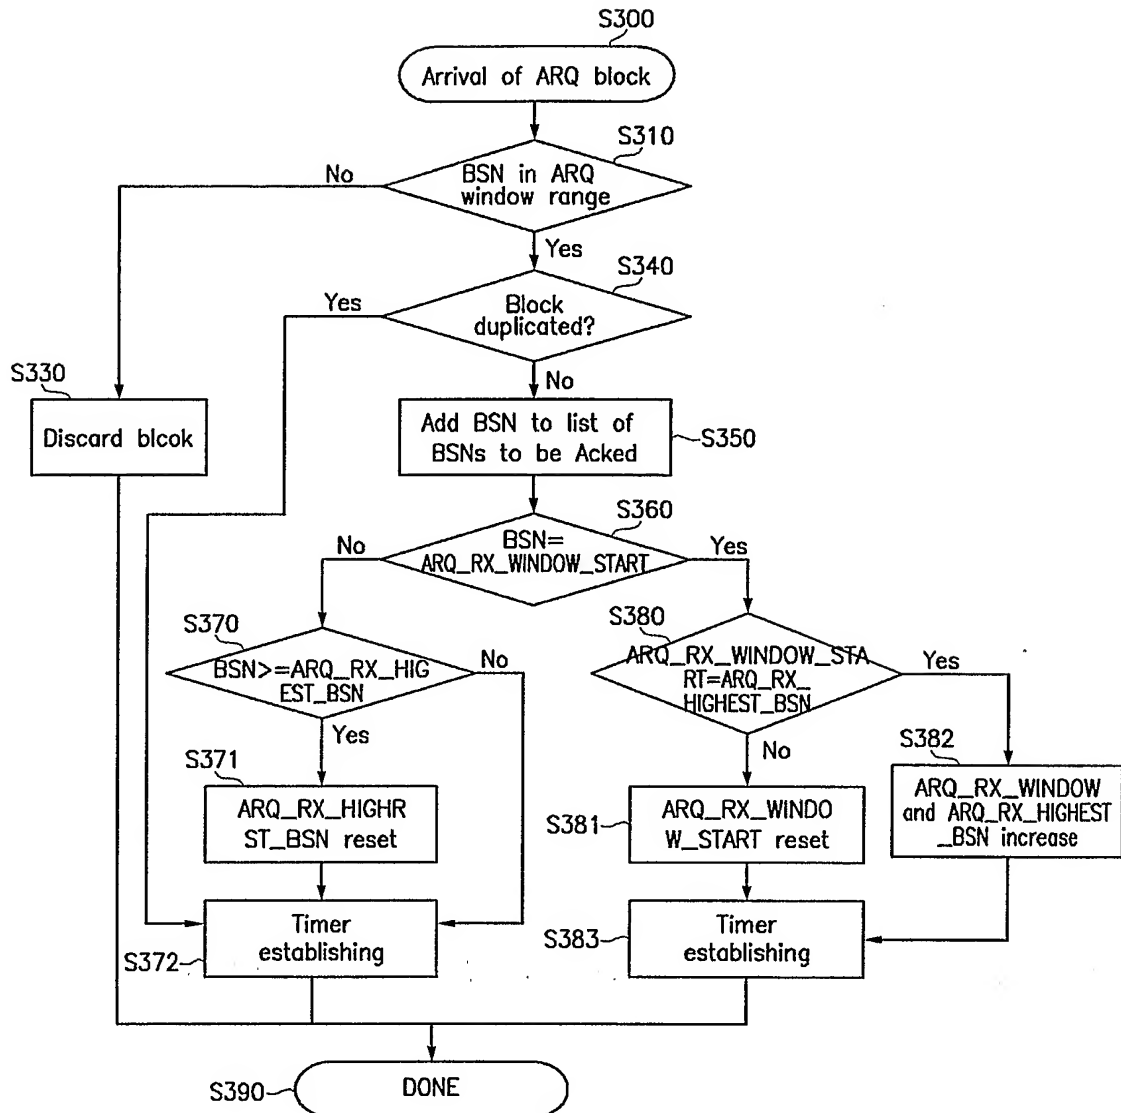 S300
Arrival of ARQ block
S310
BSN in ARQ
window range
No
Yes
S340
Block
duplicated?
Yes
No
S330
Discard blcok
Add BSN to list of
BSNs to be Acked
S350
S360
BSN=
ARQ_RX_WINDOW_START
No
Yes
S370
BSN>=ARQ_RX_HIG
EST_BSN
No
Yes
S380
ARQ_RX_WINDOW_STA
RT=ARQ_RX_
HIGHEST_BSN
Yes
No
S371
ARQ_RX_HIGHR
ST_BSN reset
S381
ARQ_RX_WINDO
W_START reset
S382
ARQ_RX_WINDOW
and ARQ_RX_HIGHEST
_BSN increase
Timer
establishing
S372
Timer
establishing
S383
DONE
S390